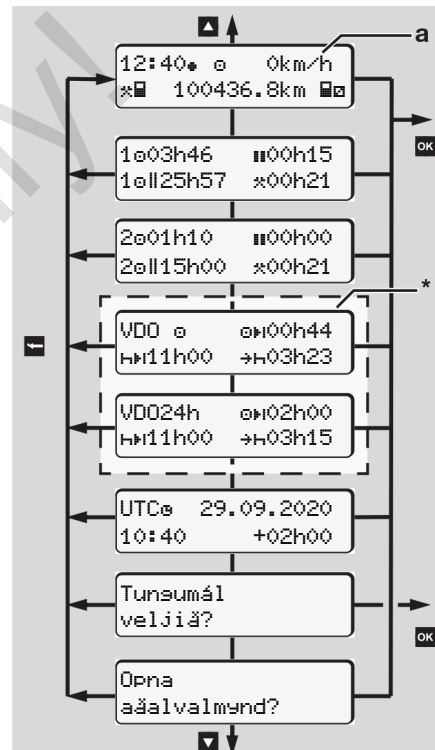 a
12:40 0km/h
100436.8km
OK
1 03h46 00h15
1 25h57 00h21
2 01h10 00h00
2 15h00 00h21
*
VDO 00h44
11h00 03h23
VDO24h 02h00
11h00 03h15
UTC 29.09.2020
10:40 +02h00
Tungumál
veljið?
OK
Opna
aðalvalmynd?